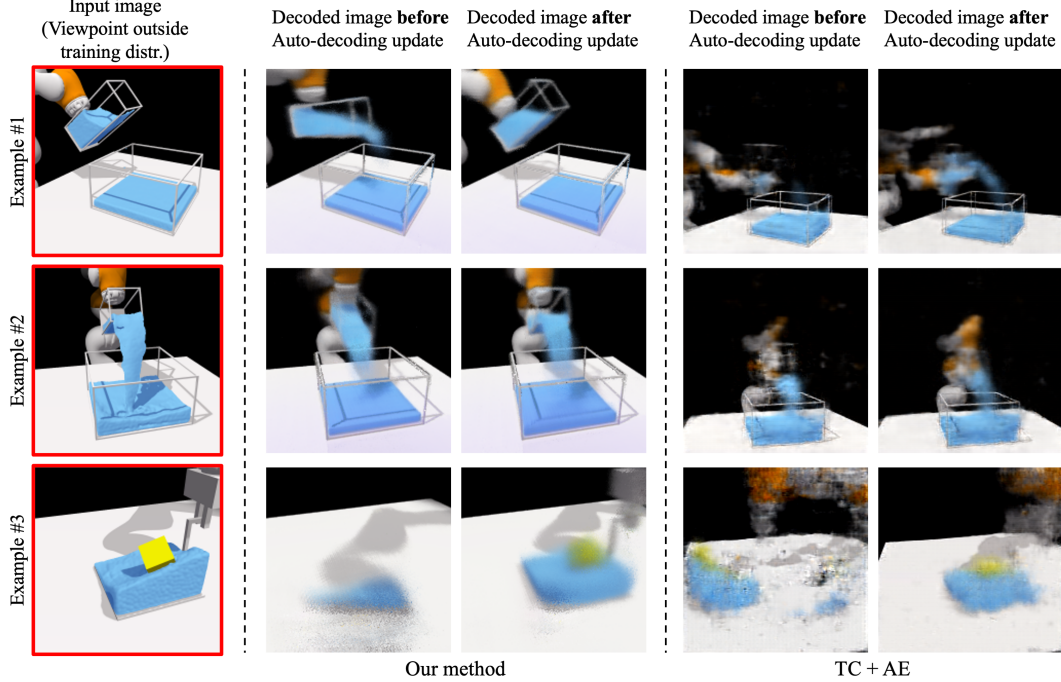 Input image
(Viewpoint outside
training distr.)
Decoded image before
Auto-decoding update
Decoded image after
Auto-decoding update
Decoded image before
Auto-decoding update
Decoded image after
Auto-decoding update
Example #1
Example #2
Example #3
Our method
TC + AE